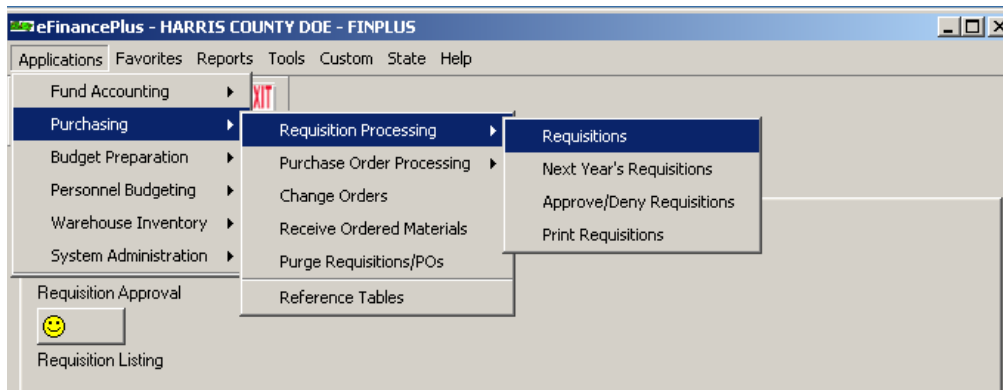 eFinancePlus - HARRIS COUNTY DOE - FINPLUS
Applications Favorites Reports Tools Custom State Help
Fund Accounting
Purchasing
Budget Preparation
Personnel Budgeting
Warehouse Inventory
System Administration
EXIT
Requisition Processing
Purchase Order Processing
Change Orders
Receive Ordered Materials
Purge Requisitions/POs
Reference Tables
Requisitions
Next Year's Requisitions
Approve/Deny Requisitions
Print Requisitions
Requisition Approval
Requisition Listing